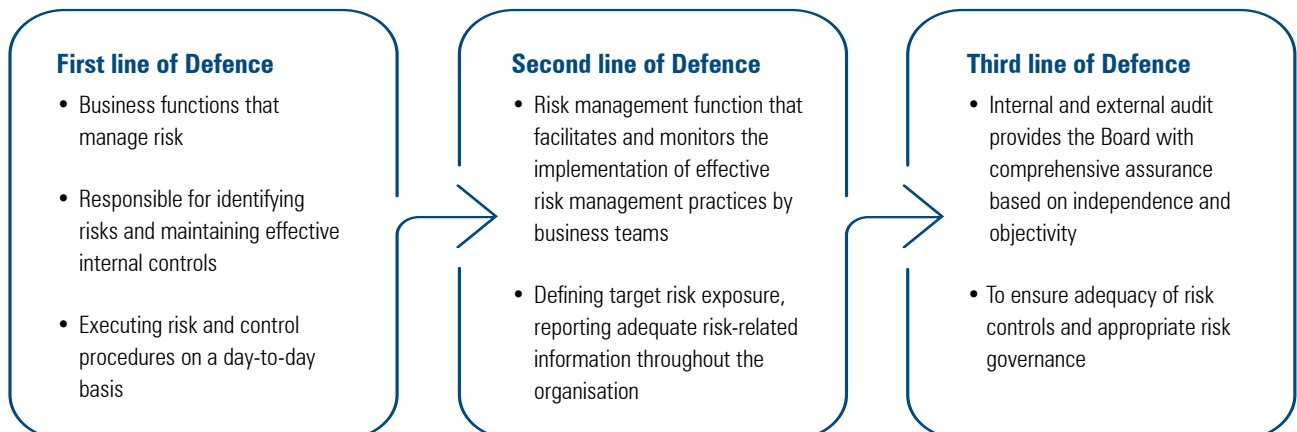 First line of Defence
• Business functions that
manage risk
• Responsible for identifying
risks and maintaining effective
internal controls
• Executing risk and control
procedures on a day-to-day
basis
Second line of Defence
• Risk management function that
facilitates and monitors the
implementation of effective
risk management practices by
business teams
• Defining target risk exposure,
reporting adequate risk-related
information throughout the
organisation
Third line of Defence
• Internal and external audit
provides the Board with
comprehensive assurance
based on independence and
objectivity
• To ensure adequacy of risk
controls and appropriate risk
governance